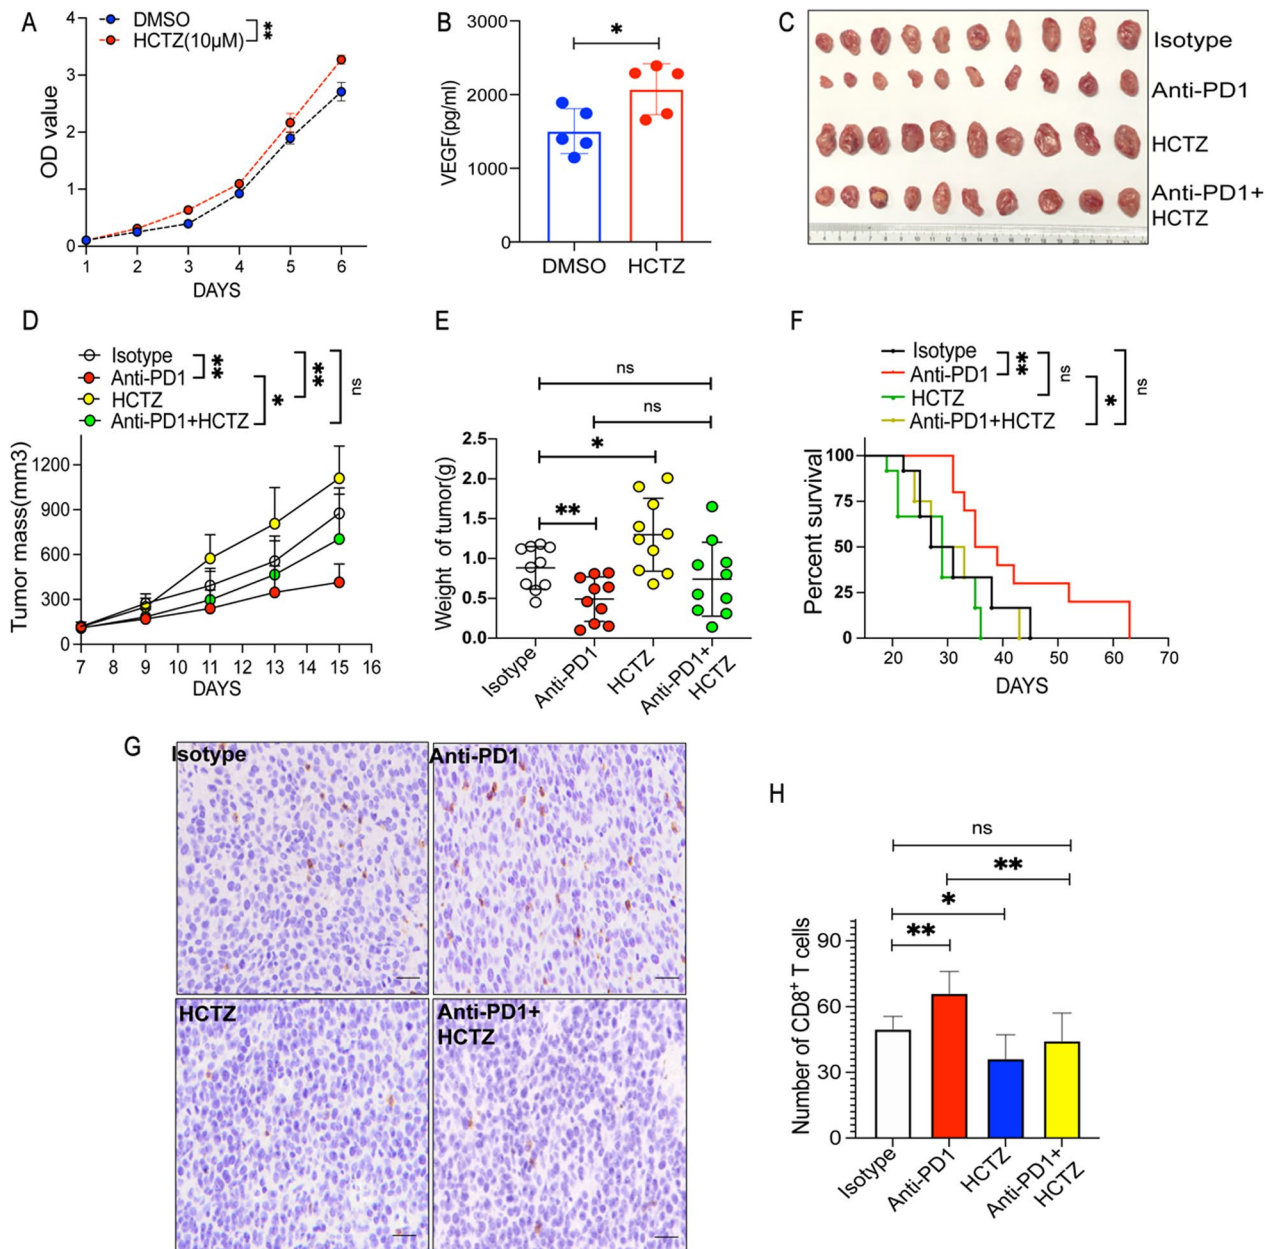 A
DMSO
HCTZ(10μM)
**
OD value
4
3
2
1
0
1 2 3 4 5 6
DAYS
B
*
VEGF(pg/ml)
3000
2000
1000
0
DMSO HCTZ
C
Isotype
Anti-PD1
HCTZ
Anti-PD1+
HCTZ
D
Isotype
Anti-PD1
HCTZ
Anti-PD1+HCTZ
***
*
**
ns
Tumor mass(mm3)
1200
900
600
300
0
7 8 9 10 11 12 13 14 15 16
DAYS
E
ns
ns
*
**
Weight of tumor(g)
2.5
2.0
1.5
1.0
0.5
0.0
Isotype
Anti-PD1
HCTZ
Anti-PD1+
HCTZ
F
Isotype
Anti-PD1
HCTZ
Anti-PD1+HCTZ
**
ns
*
ns
Percent survival
100
75
50
25
0
20 30 40 50 60 70
DAYS
G
Isotype
Anti-PD1
HCTZ
Anti-PD1+
HCTZ
H
ns
**
*
**
Number of CD8+ T cells
90
60
30
0
Isotype
Anti-PD1
HCTZ
Anti-PD1+
HCTZ